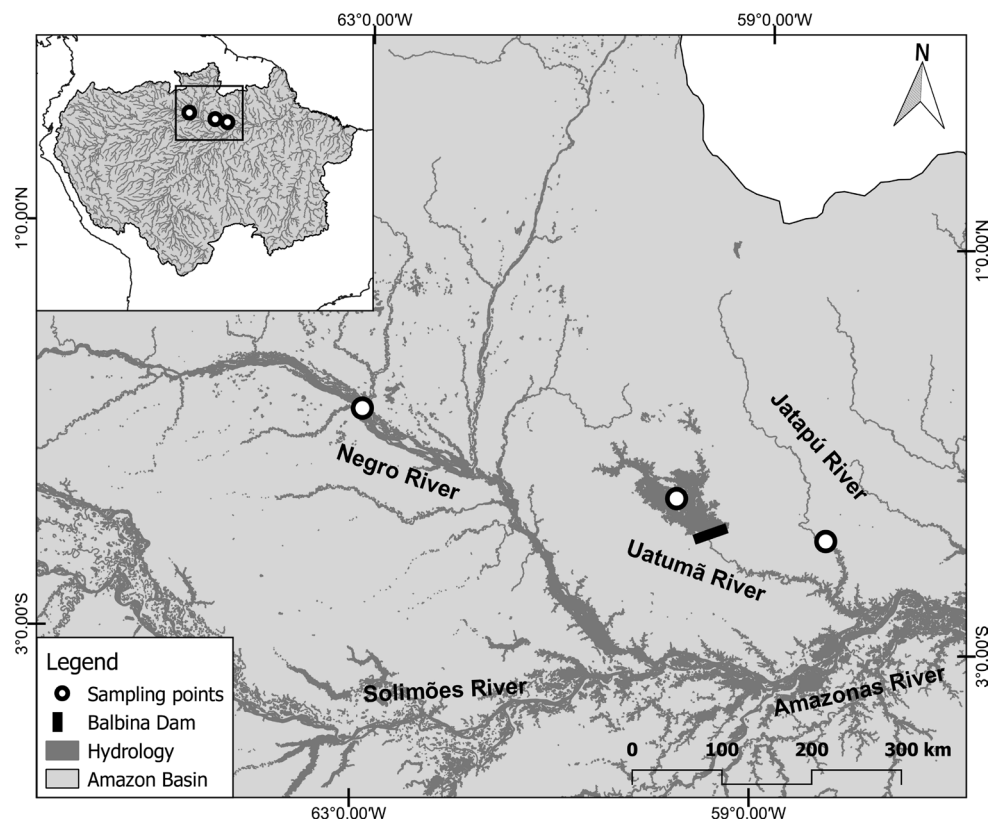 63°0.00'W
59°0.00'W
N
1°0.00'N
1°0.00'N
Jatapú River
Negro River
Uatumã River
3°0.00'S
3°0.00'S
Legend
Sampling points
Balbina Dam
Hydrology
Amazon Basin
Solimões River
Amazonas River
0 100 200 300 km
63°0.00'W
59°0.00'W